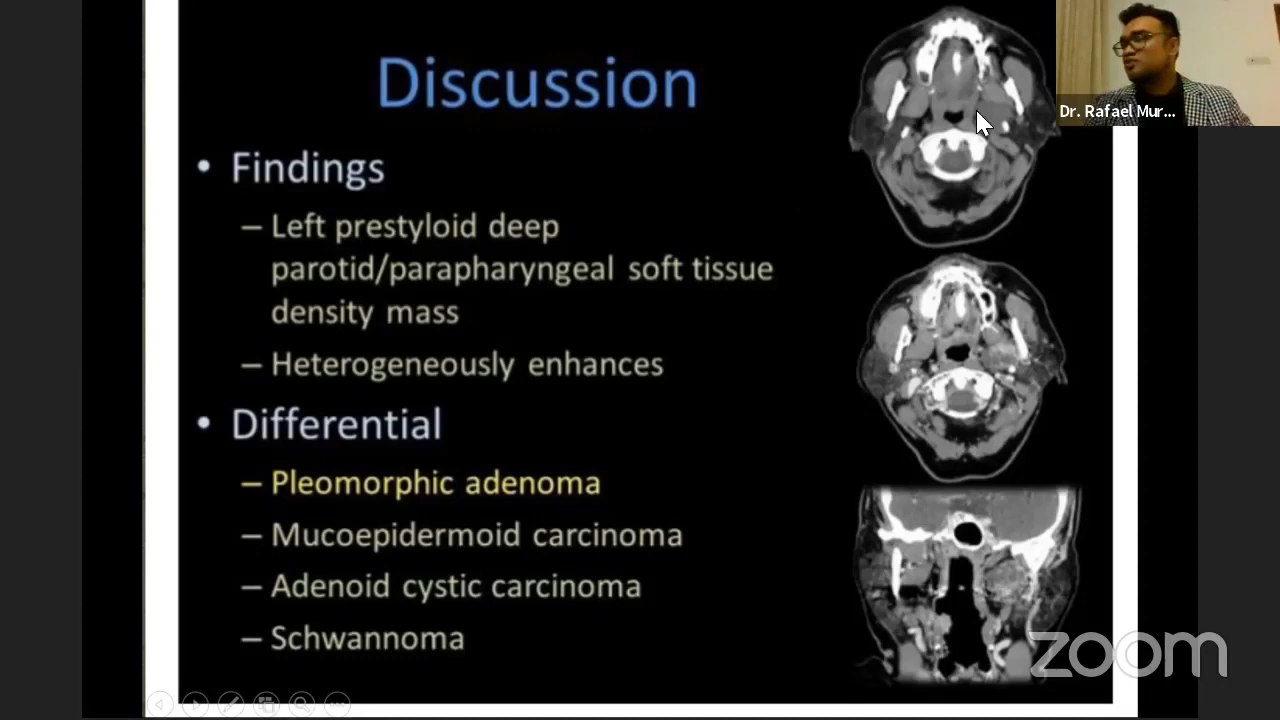 Discussion
• Findings
– Left prestyloid deep
parotid/parapharyngeal soft tissue
density mass
– Heterogeneously enhances
• Differential
– Pleomorphic adenoma
– Mucoepidermoid carcinoma
– Adenoid cystic carcinoma
– Schwannoma
Dr. Rafael Mur...
zoom